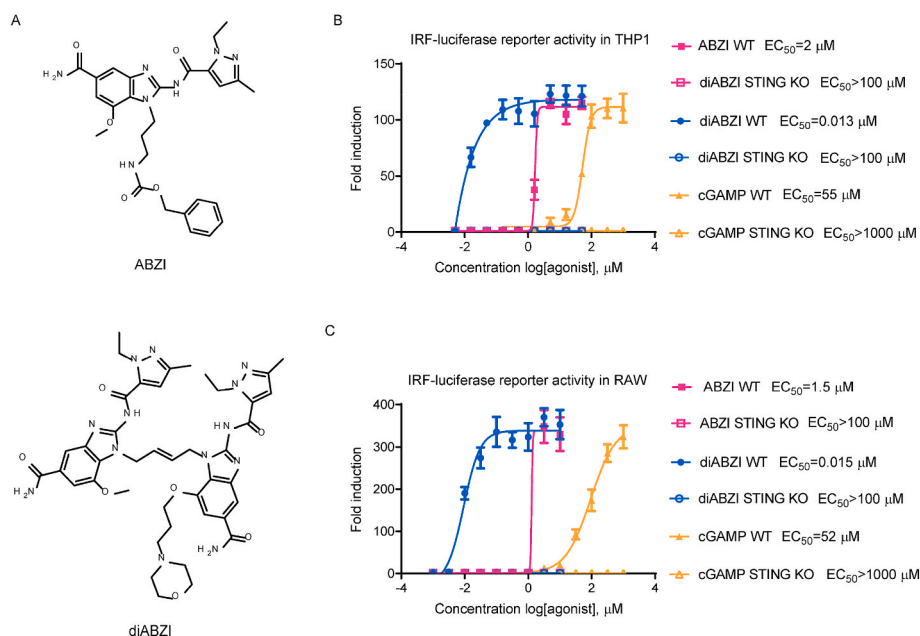 A
H₂N
O
N
N
NH
O
N
N
O
HN
O
O
ABZI
B
IRF-luciferase reporter activity in THP1
Fold induction
150
100
50
0
-4
-2
0
2
4
Concentration log[agonist], μM
ABZI WT EC₅₀=2 μM
diABZI STING KO EC₅₀>100 μM
diABZI WT EC₅₀=0.013 μM
diABZI STING KO EC₅₀>100 μM
cGAMP WT EC₅₀=55 μM
cGAMP STING KO EC₅₀>1000 μM
O
N
N
O
NH
N
N
N
N
O
NH
N
N
O
NH₂
O
O
O
NH₂
N
O
diABZI
C
IRF-luciferase reporter activity in RAW
Fold induction
400
300
200
100
0
-4
-2
0
2
4
Concentration log[agonist], μM
ABZI WT EC₅₀=1.5 μM
ABZI STING KO EC₅₀>100 μM
diABZI WT EC₅₀=0.015 μM
diABZI STING KO EC₅₀>100 μM
cGAMP WT EC₅₀=52 μM
cGAMP STING KO EC₅₀>1000 μM